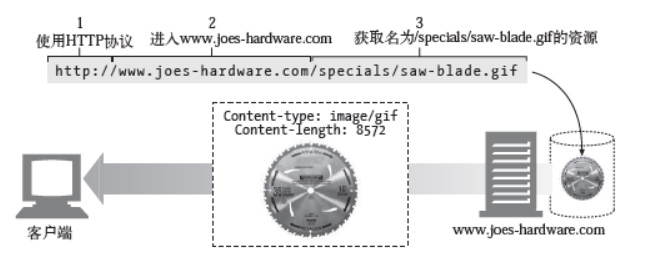 1 2 3
使用HTTP协议 进入www.joes-hardware.com 获取名为/specials/saw-blade.gif的资源
http://www.joes-hardware.com/specials/saw-blade.gif
Content-type: image/gif
Content-length: 8572
客户端
www.joes-hardware.com